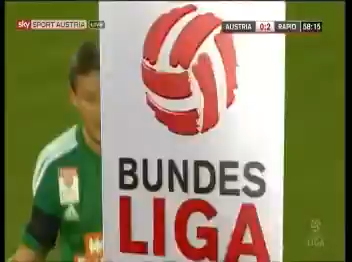 sky SPORT AUSTRIA LIVE
AUSTRIA 0:2 RAPID 58:15
BUNDES
LIGA